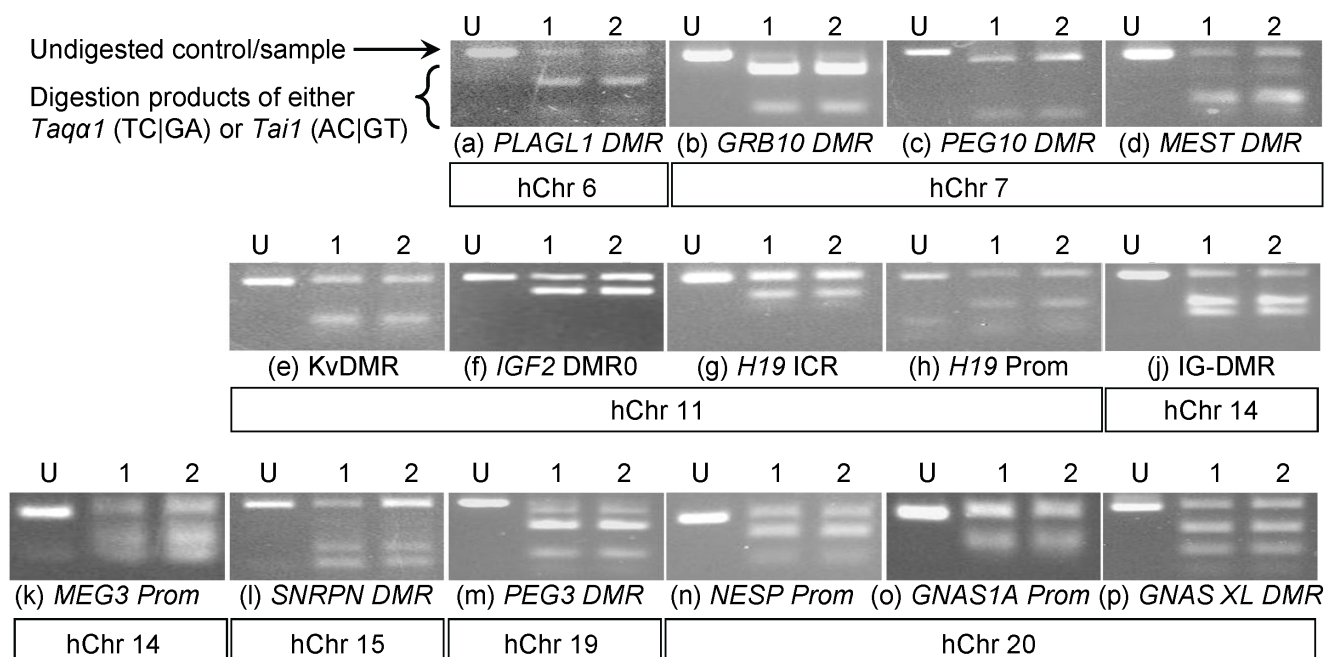 U 1 2 U 1 2 U 1 2 U 1 2
Undigested control/sample
Digestion products of either
Taqα1 (TC|GA) or Tai1 (AC|GT)
(a) PLAGL1 DMR (b) GRB10 DMR (c) PEG10 DMR (d) MEST DMR
hChr 6 hChr 7
U 1 2 U 1 2 U 1 2 U 1 2 U 1 2
(e) KvDMR (f) IGF2 DMR0 (g) H19 ICR (h) H19 Prom (j) IG-DMR
hChr 11 hChr 14
U 1 2 U 1 2 U 1 2 U 1 2 U 1 2 U 1 2
(k) MEG3 Prom (l) SNRPN DMR (m) PEG3 DMR (n) NESP Prom (o) GNAS1A Prom (p) GNAS XL DMR
hChr 14 hChr 15 hChr 19 hChr 20